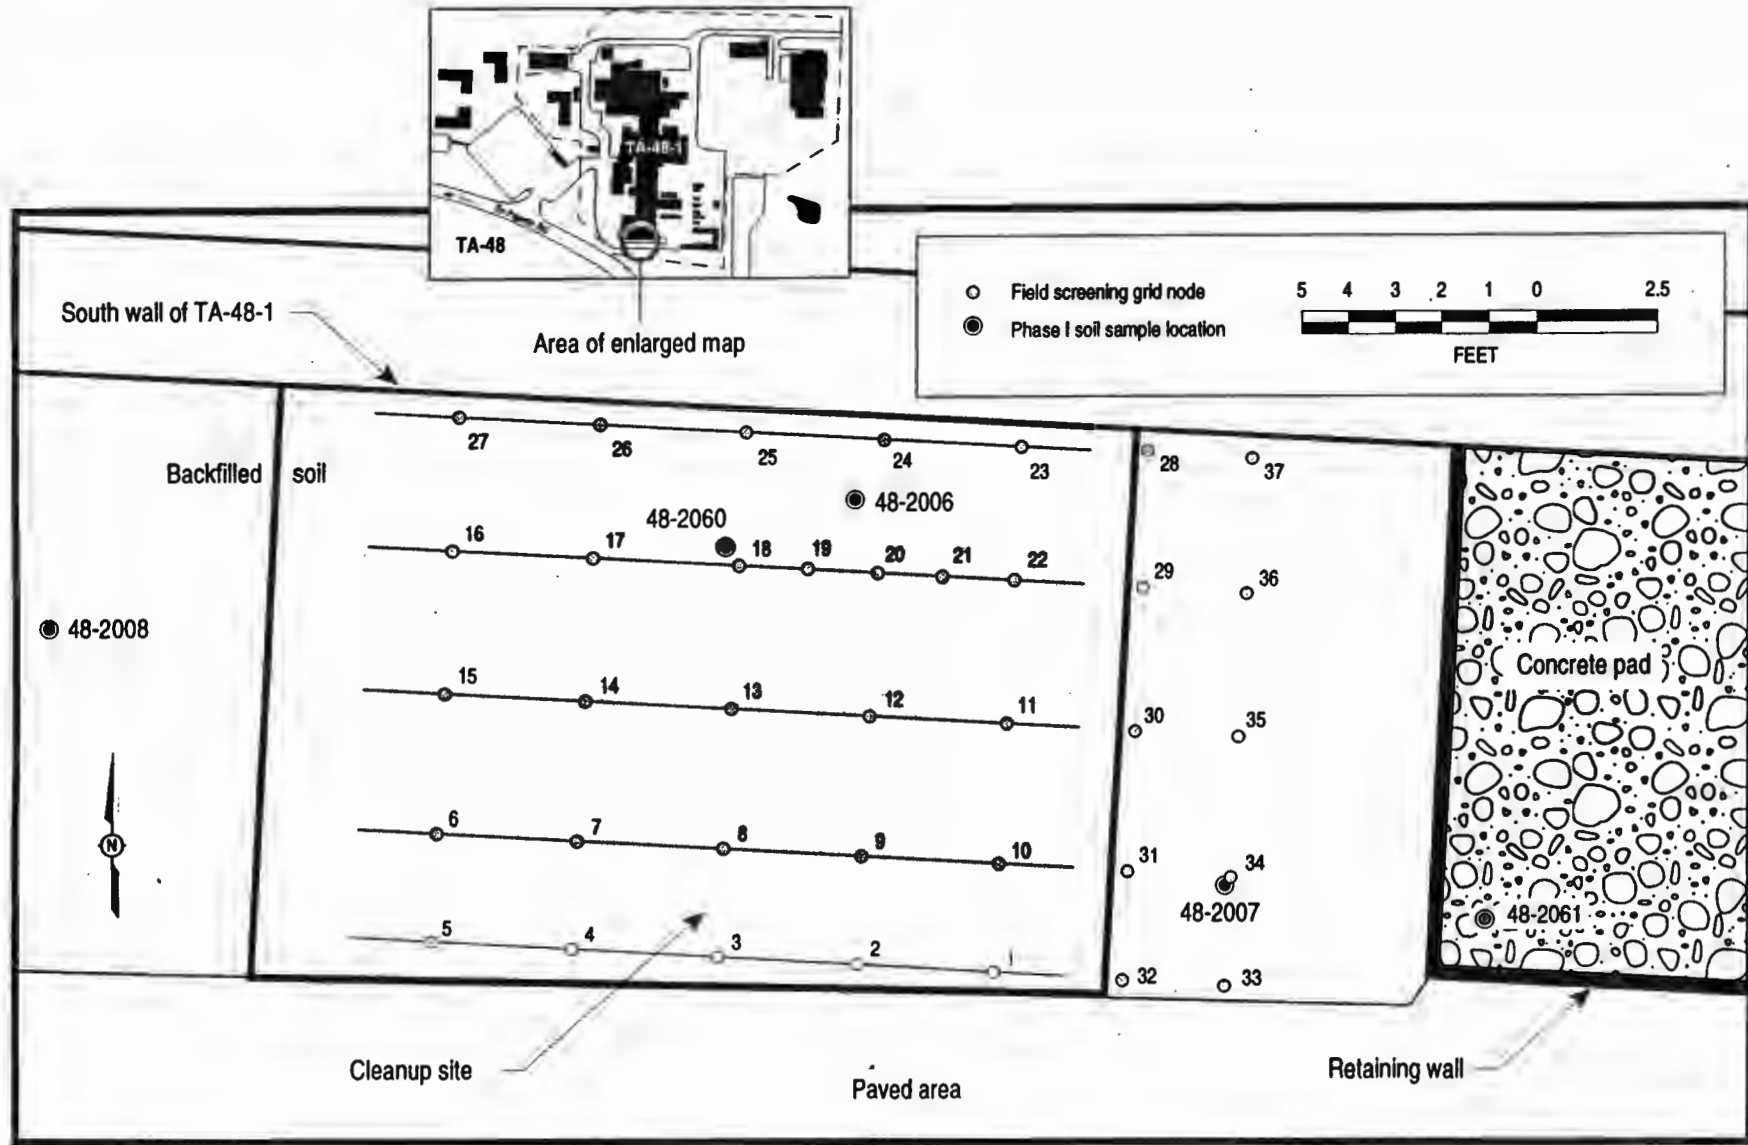 TA-48-1
TA-48
South wall of TA-48-1
Area of enlarged map
Field screening grid node
Phase I soil sample location
5 4 3 2 1 0 2.5
FEET
27 26 25 24 23 28 37
Backfilled soil
48-2006
48-2060
16 17 18 19 20 21 22
29 36
48-2008
Concrete pad
15 14 13 12 11
30 35
N
6 7 8 9 10
31 34
48-2007
48-2061
5 4 3 2 1
32 33
Cleanup site
Paved area
Retaining wall